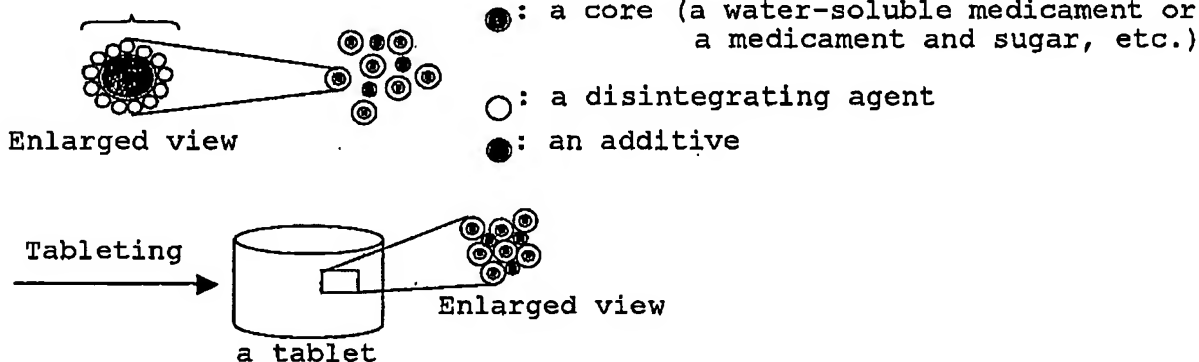 : a core (a water-soluble medicament or
a medicament and sugar, etc.)
: a disintegrating agent
Enlarged view
: an additive
Tableting
Enlarged view
a tablet